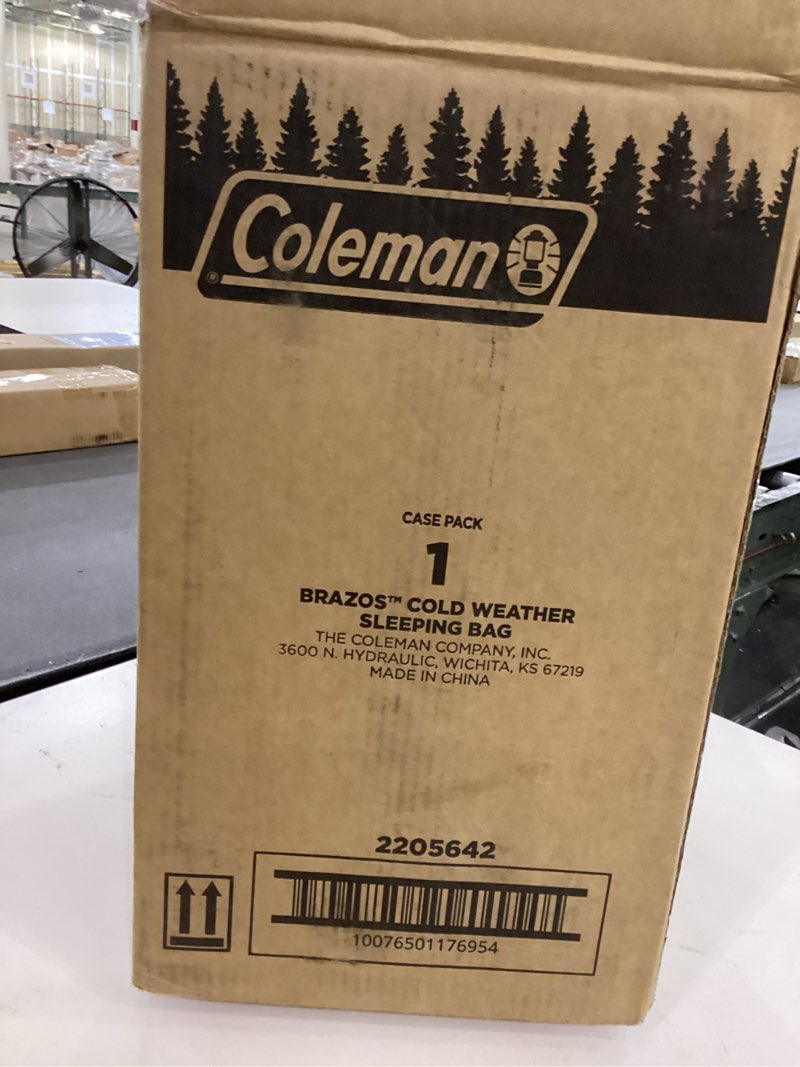 Coleman
®
CASE PACK
1
BRAZOS™ COLD WEATHER
SLEEPING BAG
THE COLEMAN COMPANY, INC.
3600 N. HYDRAULIC, WICHITA, KS 67219
MADE IN CHINA
2205642
10076501176954